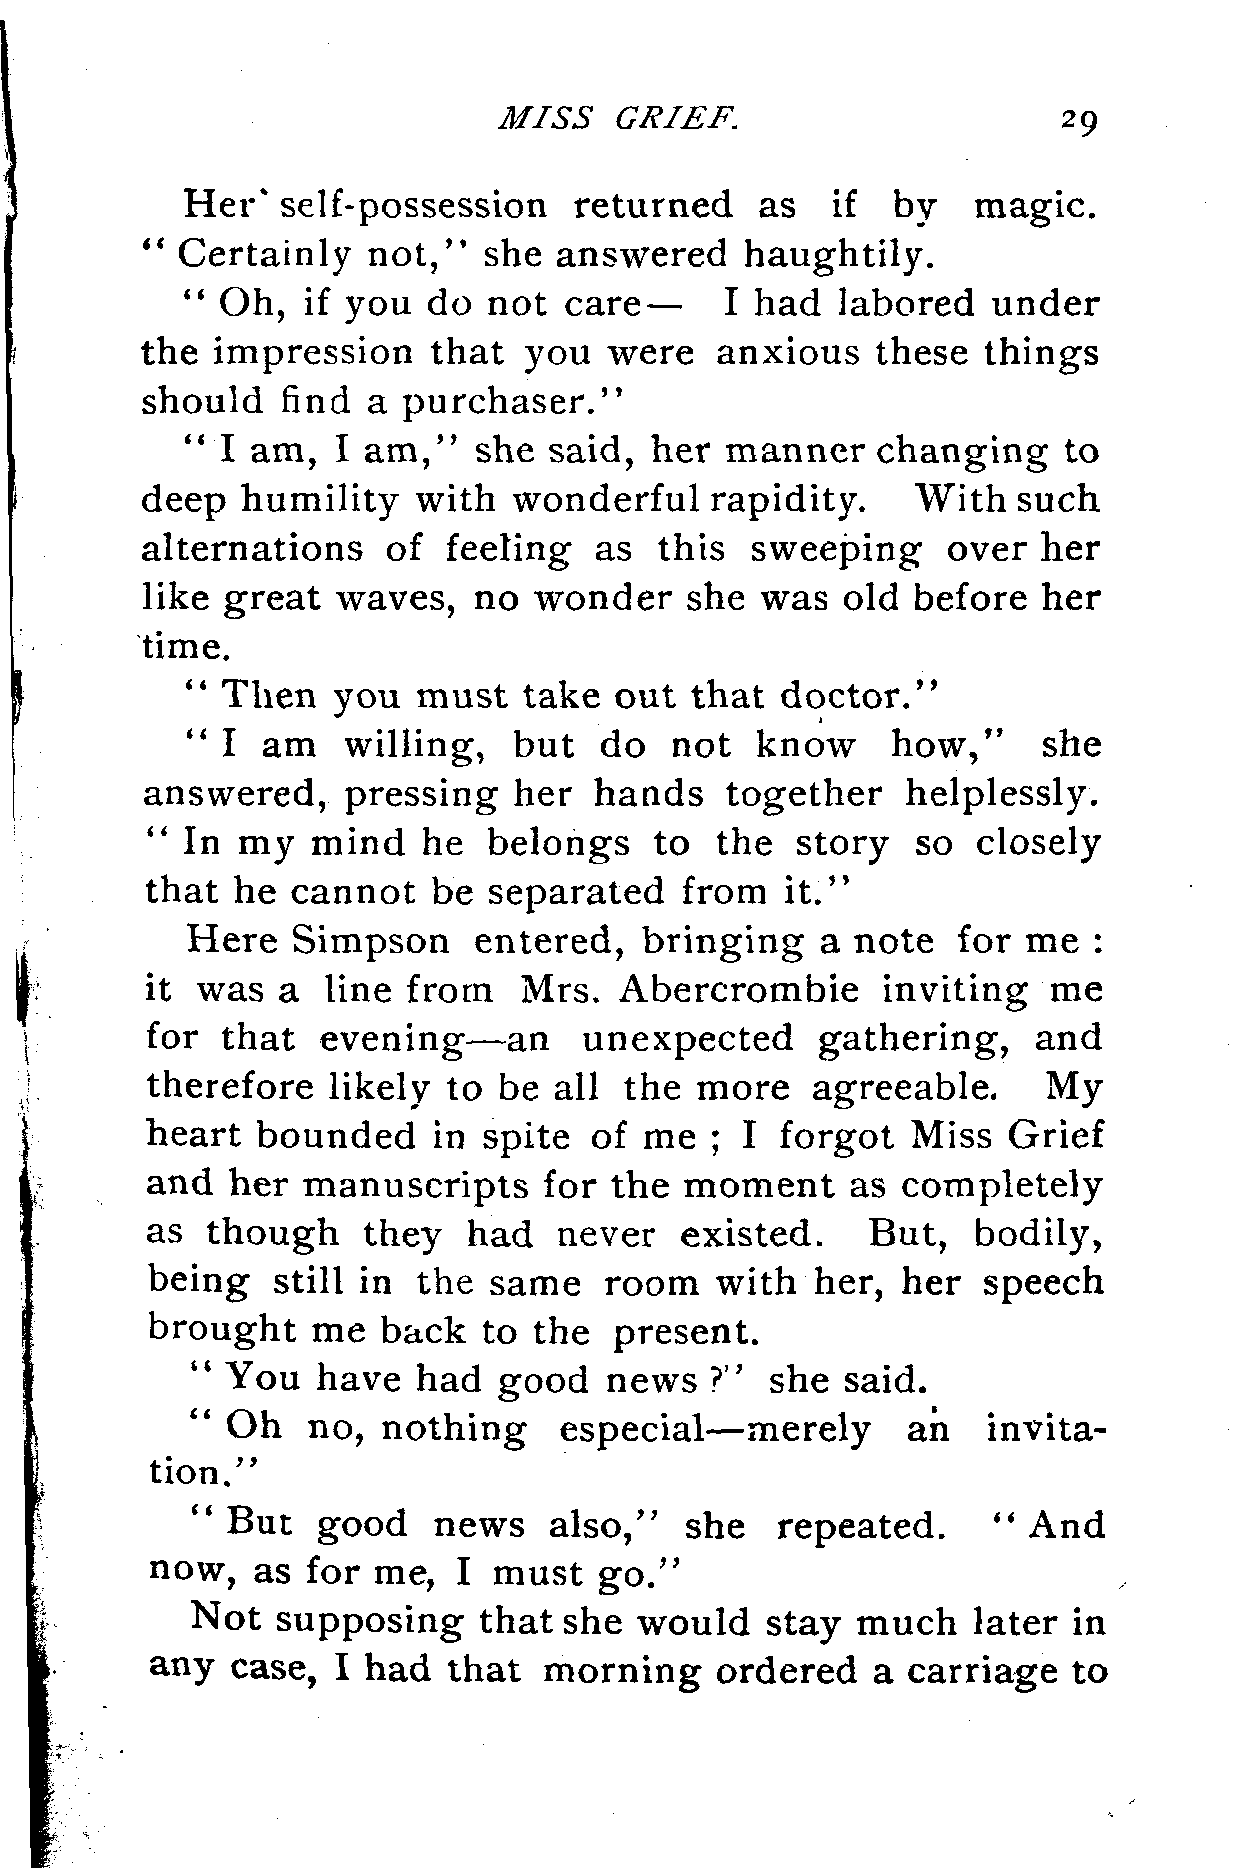 MISS GRIEF. 29
Her self-possession returned as if by magic.
"Certainly not," she answered haughtily.
"Oh, if you do not care— I had labored under
the impression that you were anxious these things
should find a purchaser."
"I am, I am," she said, her manner changing to
deep humility with wonderful rapidity. With such
alternations of feeling as this sweeping over her
like great waves, no wonder she was old before her
time.
"Then you must take out that doctor."
"I am willing, but do not know how," she
answered, pressing her hands together helplessly.
"In my mind he belongs to the story so closely
that he cannot be separated from it."
Here Simpson entered, bringing a note for me :
it was a line from Mrs. Abercrombie inviting me
for that evening—an unexpected gathering, and
therefore likely to be all the more agreeable. My
heart bounded in spite of me ; I forgot Miss Grief
and her manuscripts for the moment as completely
as though they had never existed. But, bodily,
being still in the same room with her, her speech
brought me back to the present.
"You have had good news ?" she said.
"Oh no, nothing especial—merely an invita-
tion."
"But good news also," she repeated. "And
now, as for me, I must go."
Not supposing that she would stay much later in
any case, I had that morning ordered a carriage to